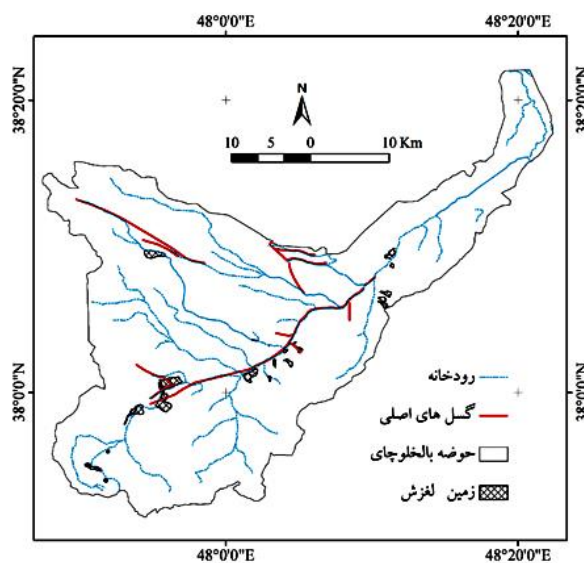 48°0'0"E 48°20'0"E
38°20'0"N 38°20'0"N
N
10 5 0 10 Km
رودخانه
38°0'0"N 38°0'0"N
گسل های اصلی
حوضه بالخلوچای
زمین لغزش
48°0'0"E 48°20'0"E